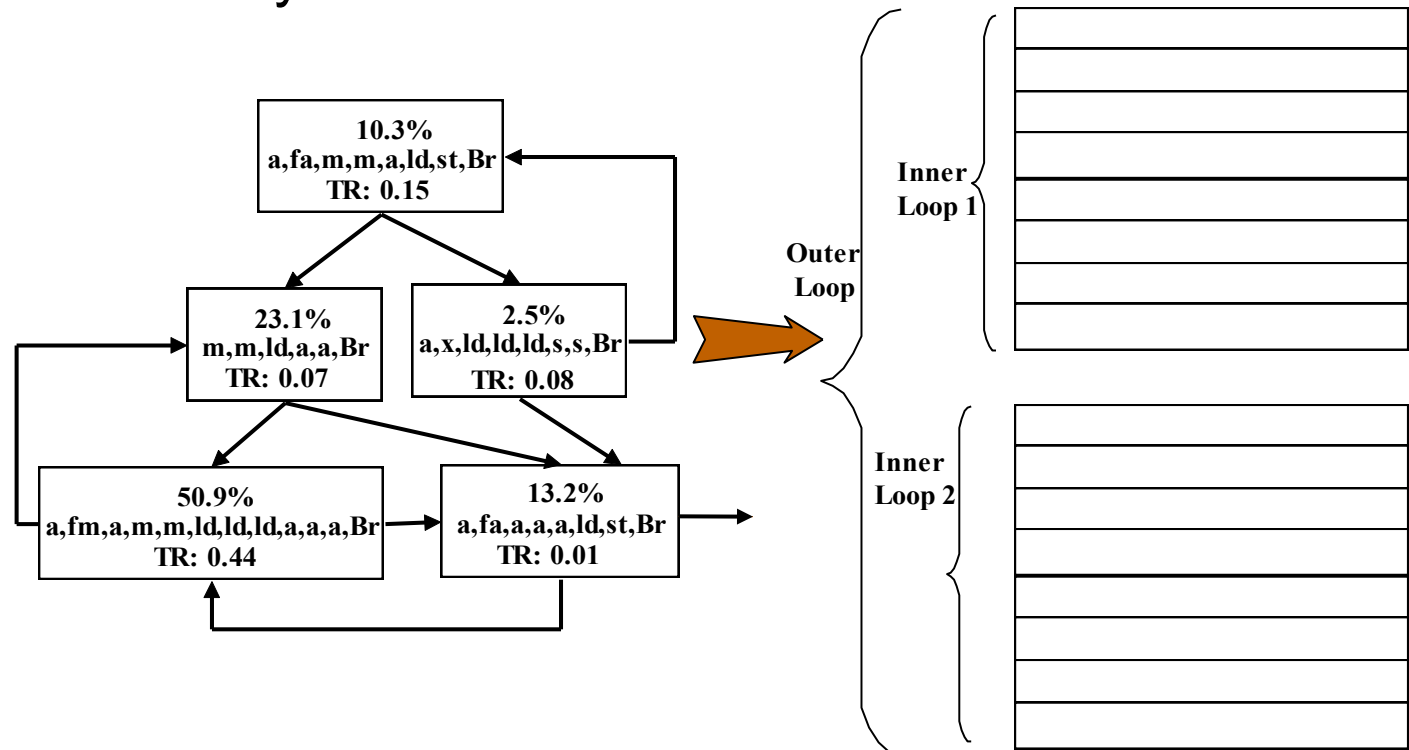 10.3%
a,fa,m,m,a,ld,st,Br
TR: 0.15
23.1%
m,m,ld,a,a,Br
TR: 0.07
2.5%
a,x,ld,ld,ld,s,s,Br
TR: 0.08
50.9%
a,fm,a,m,m,ld,ld,ld,a,a,a,Br
TR: 0.44
13.2%
a,fa,a,a,a,ld,st,Br
TR: 0.01
Outer
Loop
Inner
Loop 1
Inner
Loop 2